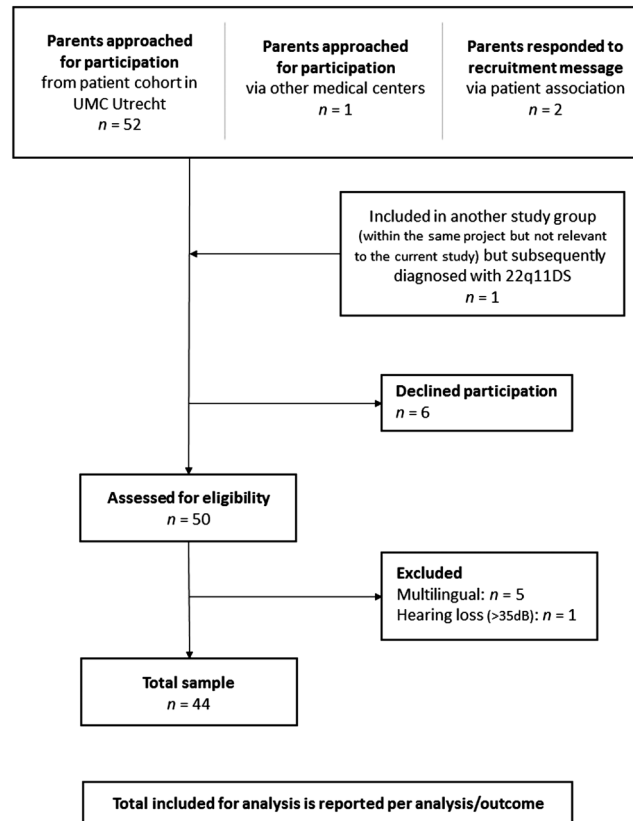 Parents approached
for participation
from patient cohort in
UMC Utrecht
n = 52
Parents approached
for participation
via other medical centers
n = 1
Parents responded to
recruitment message
via patient association
n = 2
Included in another study group
(within the same project but not relevant
to the current study) but subsequently
diagnosed with 22q11DS
n = 1
Declined participation
n = 6
Assessed for eligibility
n = 50
Excluded
Multilingual: n = 5
Hearing loss (>35dB): n = 1
Total sample
n = 44
Total included for analysis is reported per analysis/outcome